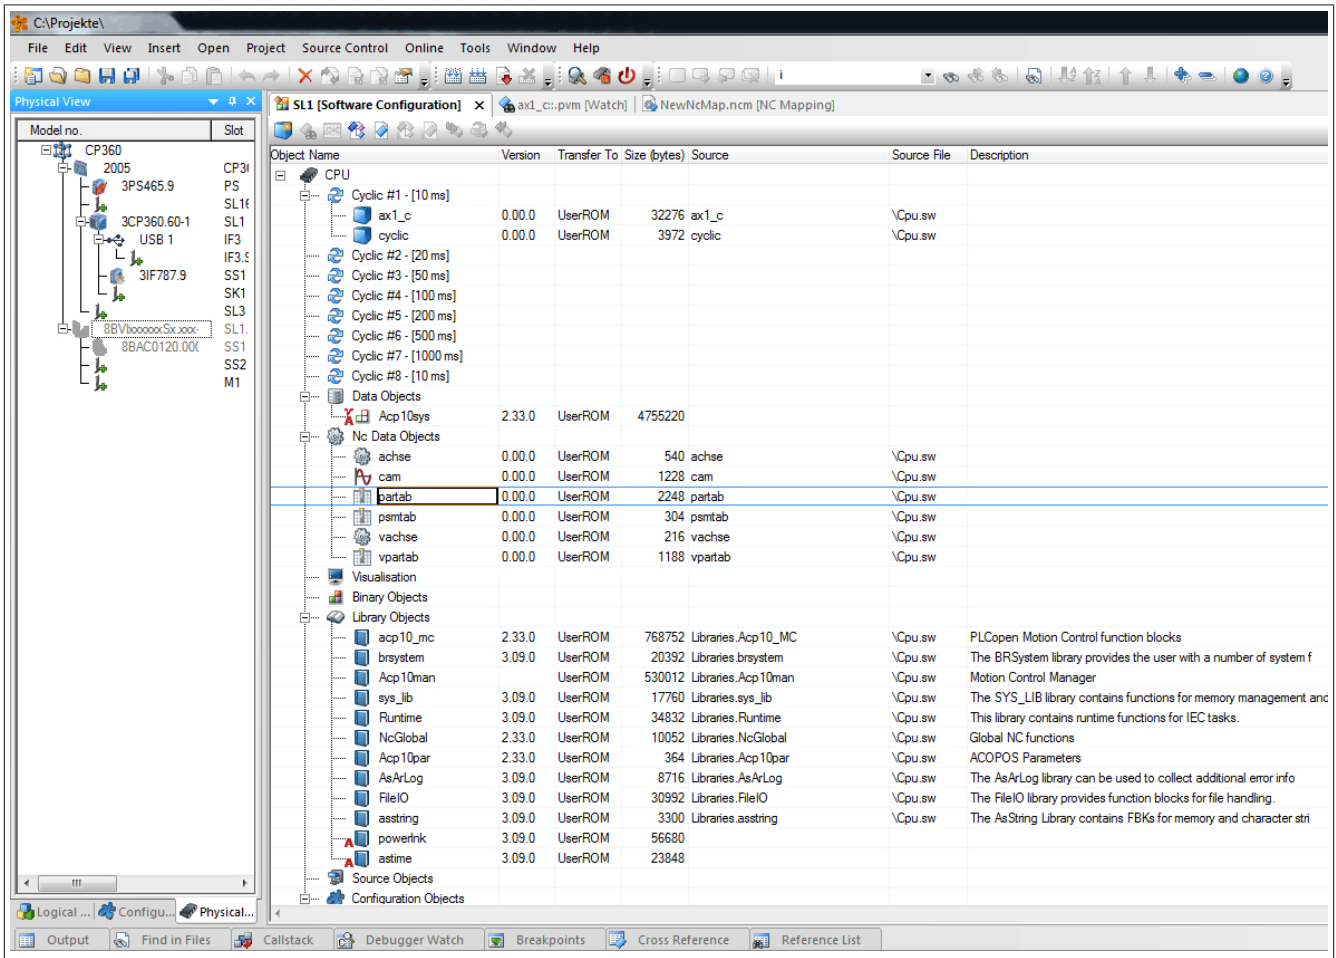 C:\Projekte\
File Edit View Insert Open Project Source Control Online Tools Window Help
i
Physical View
SL1 [Software Configuration] ax1_c::.pvm [Watch] NewNcMap.ncm [NC Mapping]
Model no. Slot
CP360
2005 CP36
3PS465.9 PS
SL16
3CP360.60-1 SL1
USB 1 IF3
IF3.S
3IF787.9 SS1
SK1
SL3
SL1.
8BAC0120.00( SS1
SS2
M1
Object Name Version Transfer To Size (bytes) Source Source File Description
CPU
Cyclic #1 - [10 ms]
ax1_c 0.00.0 UserROM 32276 ax1_c \Cpu.sw
cyclic 0.00.0 UserROM 3972 cyclic \Cpu.sw
Cyclic #2 - [20 ms]
Cyclic #3 - [50 ms]
Cyclic #4 - [100 ms]
Cyclic #5 - [200 ms]
Cyclic #6 - [500 ms]
Cyclic #7 - [1000 ms]
Cyclic #8 - [10 ms]
Data Objects
Acp10sys 2.33.0 UserROM 4755220
Nc Data Objects
achse 0.00.0 UserROM 540 achse \Cpu.sw
cam 0.00.0 UserROM 1228 cam \Cpu.sw
partab 0.00.0 UserROM 2248 partab \Cpu.sw
psmtab 0.00.0 UserROM 304 psmtab \Cpu.sw
vachse 0.00.0 UserROM 216 vachse \Cpu.sw
vpartab 0.00.0 UserROM 1188 vpartab \Cpu.sw
Visualisation
Binary Objects
Library Objects
acp10_mc 2.33.0 UserROM 768752 Libraries.Acp10_MC \Cpu.sw PLCopen Motion Control function blocks
brsystem 3.09.0 UserROM 20392 Libraries.brsystem \Cpu.sw The BRSystem library provides the user with a number of system f
Acp10man UserROM 530012 Libraries.Acp10man \Cpu.sw Motion Control Manager
sys_lib 3.09.0 UserROM 17760 Libraries.sys_lib \Cpu.sw The SYS_LIB library contains functions for memory management and
Runtime 3.09.0 UserROM 34832 Libraries.Runtime \Cpu.sw This library contains runtime functions for IEC tasks.
NcGlobal 2.33.0 UserROM 10052 Libraries.NcGlobal \Cpu.sw Global NC functions
Acp10par 2.33.0 UserROM 364 Libraries.Acp10par \Cpu.sw ACOPOS Parameters
AsArLog 3.09.0 UserROM 8716 Libraries.AsArLog \Cpu.sw The AsArLog library can be used to collect additional error info
FileIO 3.09.0 UserROM 30992 Libraries.FileIO \Cpu.sw The FileIO library provides function blocks for file handling.
asstring 3.09.0 UserROM 3300 Libraries.asstring \Cpu.sw The AsString Library contains FBKs for memory and character stri
powerlnk 3.09.0 UserROM 56680
astime 3.09.0 UserROM 23848
Source Objects
Configuration Objects
Logical ... Configu... Physical...
Output Find in Files Callstack Debugger Watch Breakpoints Cross Reference Reference List